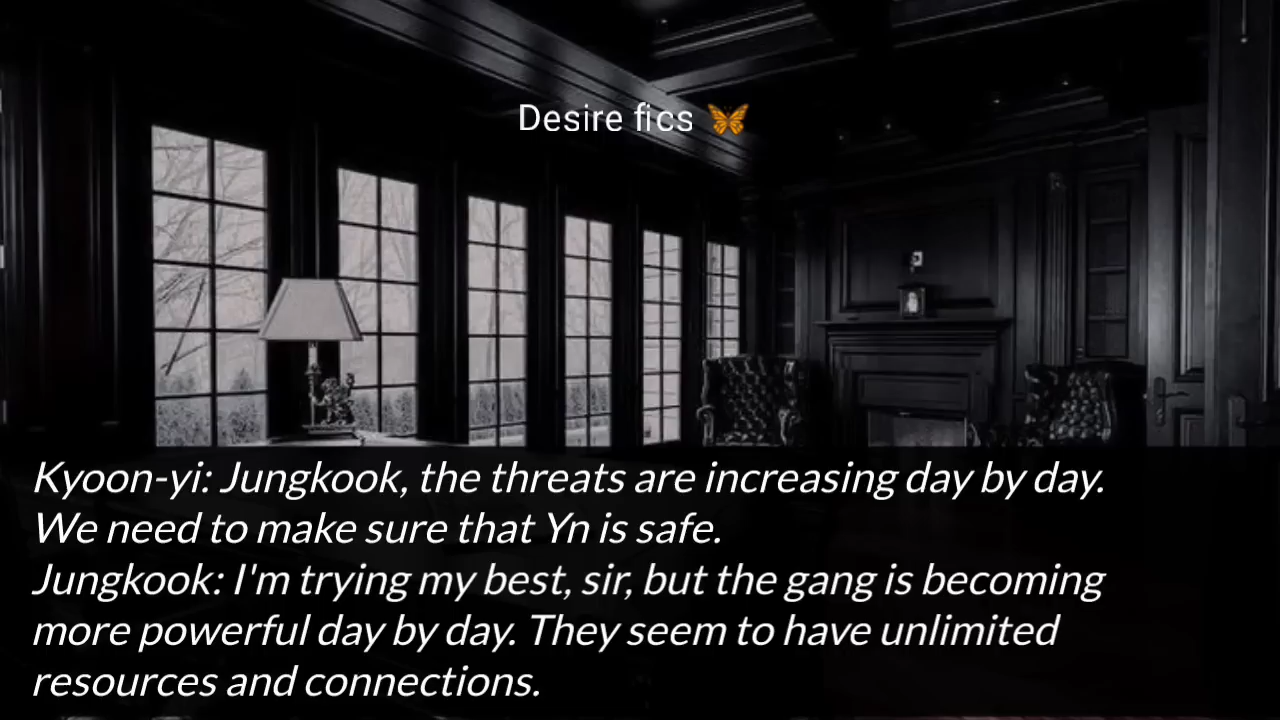 Desire fics 🦋
Kyoon-yi: Jungkook, the threats are increasing day by day.
We need to make sure that Yn is safe.
Jungkook: I'm trying my best, sir, but the gang is becoming
more powerful day by day. They seem to have unlimited
resources and connections.